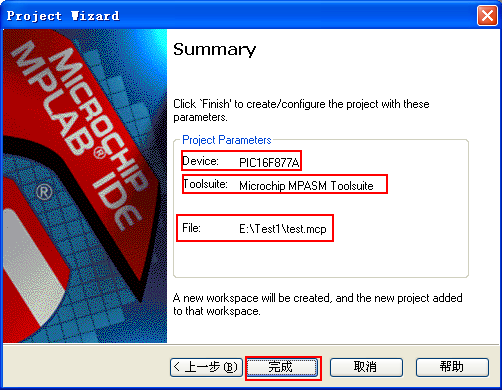 Project Wizard
MICROCHIP
MPLAB® IDE
®
Summary
Click `Finish' to create/configure the project with these
parameters.
Project Parameters
Device: PIC16F877A
Toolsuite: Microchip MPASM Toolsuite
File: E:\Test1\test.mcp
A new workspace will be created, and the new project added
to that workspace.
< 上一步(B) 完成 取消 帮助